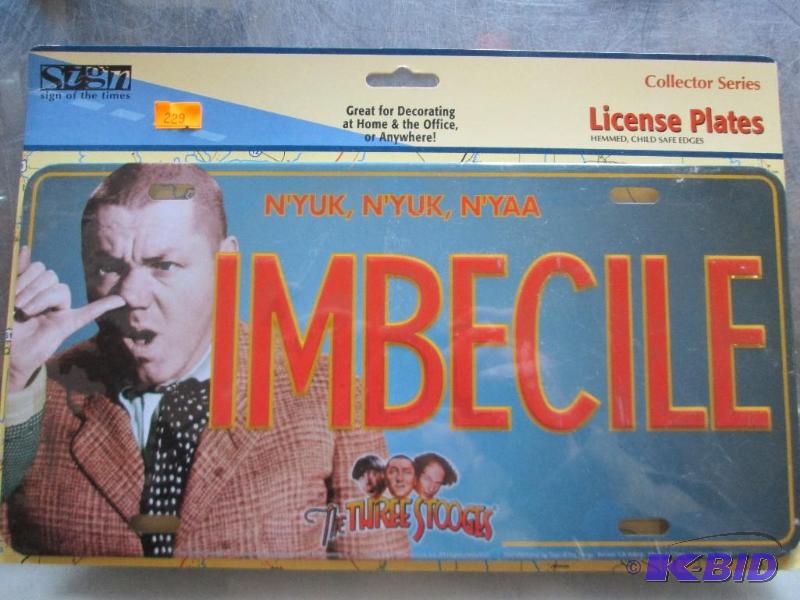 Sign
sign of the times
229
Great for Decorating
at Home & the Office,
or Anywhere!
Collector Series
License Plates
HEMMED, CHILD SAFE EDGES
N'YUK, N'YUK, N'YAA
IMBECILE
The THREE STOOGES
© K-BID